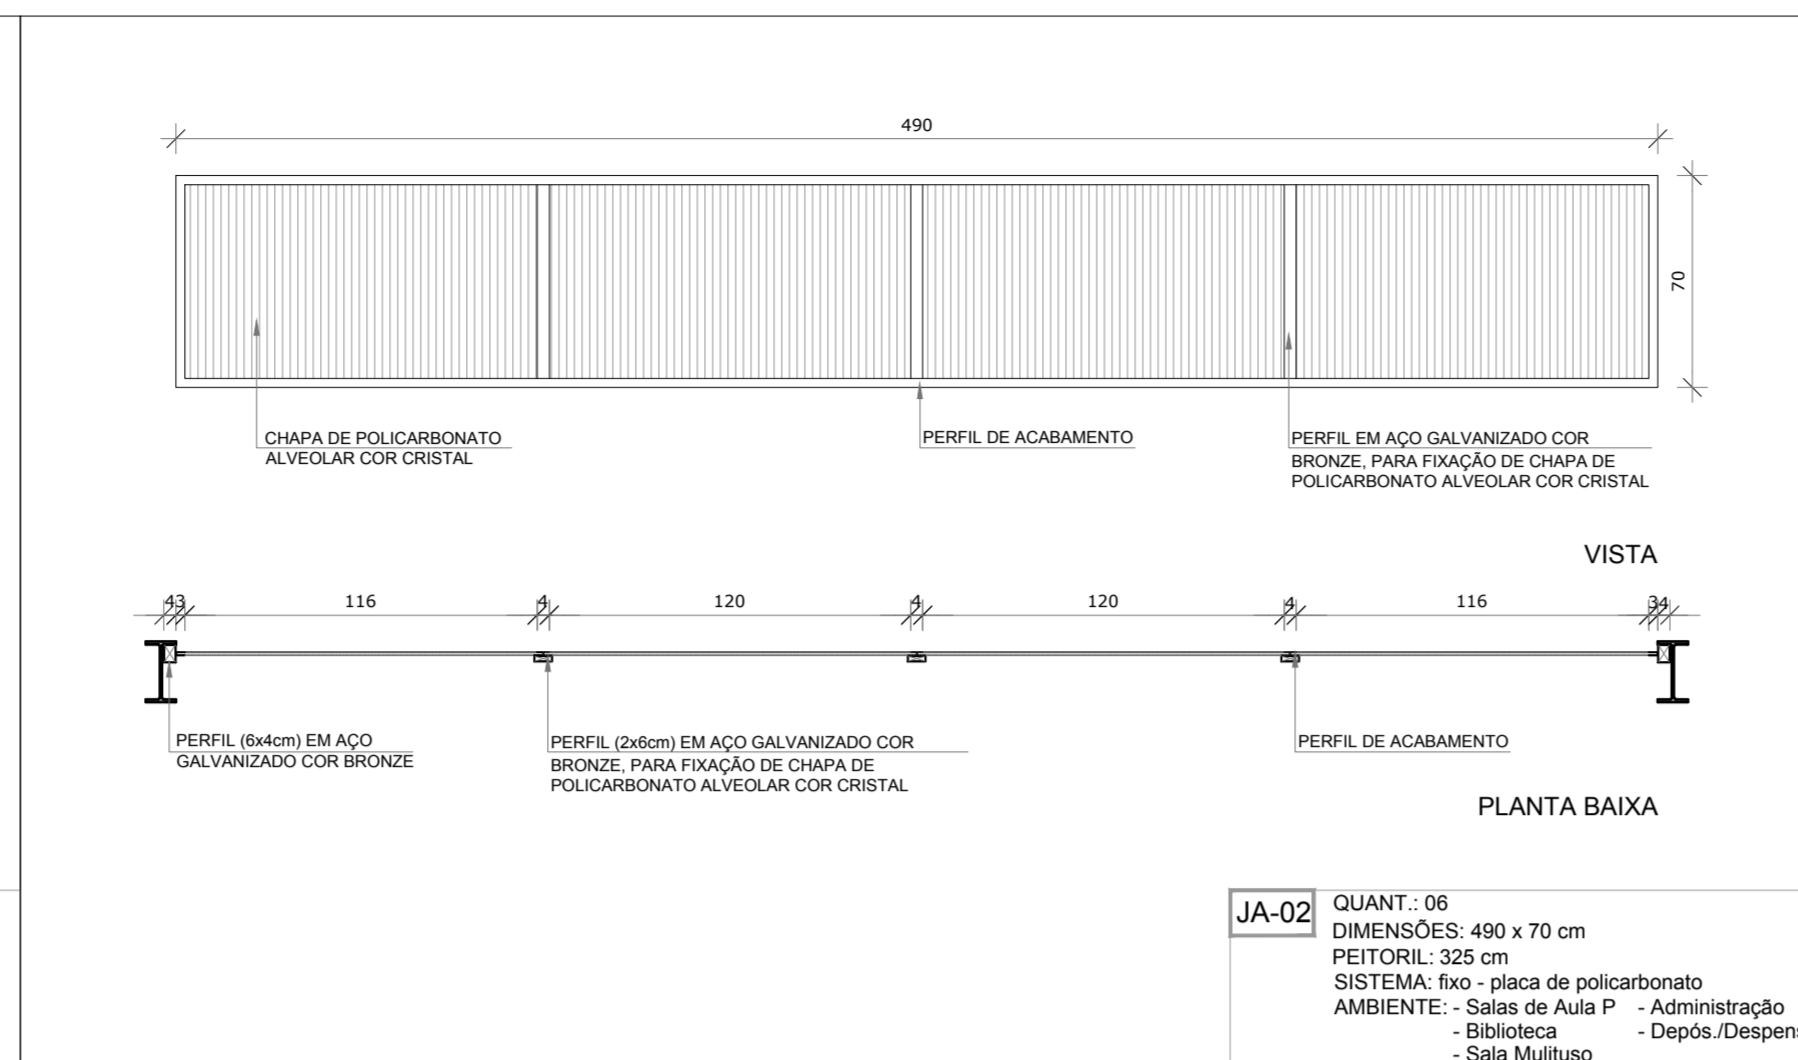 490
70
CHAPA DE POLICARBONATO
ALVEOLAR COR CRISTAL
PERFIL DE ACABAMENTO
PERFIL EM AÇO GALVANIZADO COR
BRONZE, PARA FIXAÇÃO DE CHAPA DE
POLICARBONATO ALVEOLAR COR CRISTAL
VISTA
43 116 4 120 4 120 4 116 34
PERFIL (6x4cm) EM AÇO
GALVANIZADO COR BRONZE
PERFIL (2x6cm) EM AÇO GALVANIZADO COR
BRONZE, PARA FIXAÇÃO DE CHAPA DE
POLICARBONATO ALVEOLAR COR CRISTAL
PERFIL DE ACABAMENTO
PLANTA BAIXA
JA-02
QUANT.: 06
DIMENSÕES: 490 x 70 cm
PEITORIL: 325 cm
SISTEMA: fixo - placa de policarbonato
AMBIENTE: - Salas de Aula P - Administração
- Biblioteca - Depós./Despens
- Sala Mulituso